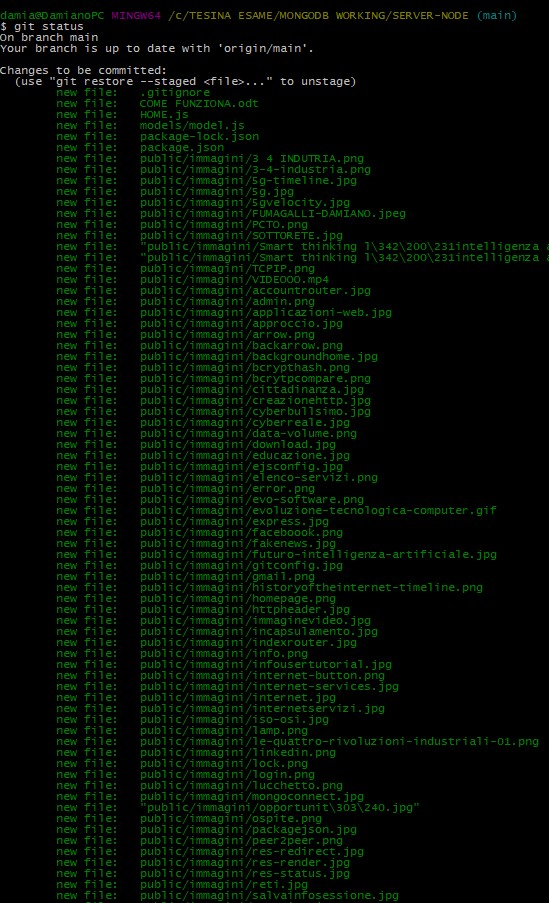 damia@DamianoPC MINGW64 /c/TESINA ESAME/MONGODB WORKING/SERVER-NODE (main)
$ git status
On branch main
Your branch is up to date with 'origin/main'.
Changes to be committed:
(use "git restore --staged <file>..." to unstage)
new file: .gitignore
new file: COME FUNZIONA.odt
new file: HOME.js
new file: models/model.js
new file: package-lock.json
new file: package.json
new file: public/immagini/3 4 INDUTRIA.png
new file: public/immagini/3-4-industria.png
new file: public/immagini/5g-timeline.jpg
new file: public/immagini/5g.jpg
new file: public/immagini/5gvelocity.jpg
new file: public/immagini/FUMAGALLI-DAMIANO.jpeg
new file: public/immagini/PCTO.png
new file: public/immagini/SOTTORETE.jpg
new file: "public/immagini/Smart thinking l\342\200\231intelligenza a
new file: "public/immagini/Smart thinking l\342\200\231intelligenza a
new file: public/immagini/TCPIP.png
new file: public/immagini/VIDEOOO.mp4
new file: public/immagini/accountrouter.jpg
new file: public/immagini/admin.png
new file: public/immagini/applicazioni-web.jpg
new file: public/immagini/approccio.jpg
new file: public/immagini/arrow.png
new file: public/immagini/backarrow.png
new file: public/immagini/backgroundhome.jpg
new file: public/immagini/bcrypthash.png
new file: public/immagini/bcrytpcompare.png
new file: public/immagini/cittadinanza.jpg
new file: public/immagini/creazionehttp.jpg
new file: public/immagini/cyberbullsimo.jpg
new file: public/immagini/cyberreale.jpg
new file: public/immagini/data-volume.png
new file: public/immagini/download.jpg
new file: public/immagini/educazione.jpg
new file: public/immagini/ejsconfig.jpg
new file: public/immagini/elenco-servizi.png
new file: public/immagini/error.png
new file: public/immagini/evo-software.png
new file: public/immagini/evoluzione-tecnologica-computer.gif
new file: public/immagini/express.jpg
new file: public/immagini/faceboook.png
new file: public/immagini/fakenews.jpg
new file: public/immagini/futuro-intelligenza-artificiale.jpg
new file: public/immagini/gitconfig.jpg
new file: public/immagini/gmail.png
new file: public/immagini/historyoftheinternet-timeline.png
new file: public/immagini/homepage.png
new file: public/immagini/httpheader.jpg
new file: public/immagini/immaginevideo.jpg
new file: public/immagini/incapsulamento.jpg
new file: public/immagini/indexrouter.jpg
new file: public/immagini/info.png
new file: public/immagini/infousertutorial.jpg
new file: public/immagini/internet-button.png
new file: public/immagini/internet-services.jpg
new file: public/immagini/internet.jpg
new file: public/immagini/internetservizi.jpg
new file: public/immagini/iso-osi.jpg
new file: public/immagini/lamp.png
new file: public/immagini/le-quattro-rivoluzioni-industriali-01.png
new file: public/immagini/linkedin.png
new file: public/immagini/lock.png
new file: public/immagini/login.png
new file: public/immagini/lucchetto.png
new file: public/immagini/mongoconnect.jpg
new file: "public/immagini/opportunit\303\240.jpg"
new file: public/immagini/ospite.png
new file: public/immagini/packagejson.jpg
new file: public/immagini/peer2peer.png
new file: public/immagini/res-redirect.jpg
new file: public/immagini/res-render.jpg
new file: public/immagini/res-status.jpg
new file: public/immagini/reti.jpg
new file: public/immagini/salvainfosessione.jpg